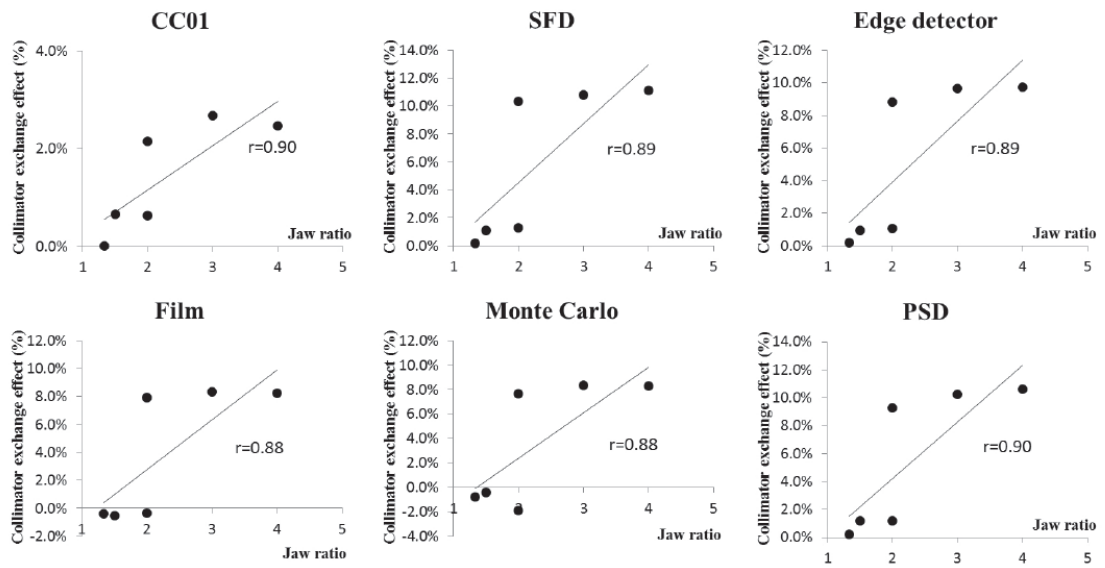 CC01
Collimator exchange effect (%)
4.0%
2.0%
0.0%
r=0.90
Jaw ratio
1 2 3 4 5
SFD
Collimator exchange effect (%)
14.0%
12.0%
10.0%
8.0%
6.0%
4.0%
2.0%
0.0%
r=0.89
Jaw ratio
1 2 3 4 5
Edge detector
Collimator exchange effect (%)
12.0%
10.0%
8.0%
6.0%
4.0%
2.0%
0.0%
r=0.89
Jaw ratio
1 2 3 4 5
Film
Collimator exchange effect (%)
12.0%
10.0%
8.0%
6.0%
4.0%
2.0%
0.0%
-2.0%
r=0.88
1 2 3 4 5
Jaw ratio
Monte Carlo
Collimator exchange effect (%)
12.0%
10.0%
8.0%
6.0%
4.0%
2.0%
0.0%
-2.0%
-4.0%
r=0.88
1 2 3 4 5
Jaw ratio
PSD
Collimator exchange effect (%)
14.0%
12.0%
10.0%
8.0%
6.0%
4.0%
2.0%
0.0%
r=0.90
Jaw ratio
1 2 3 4 5